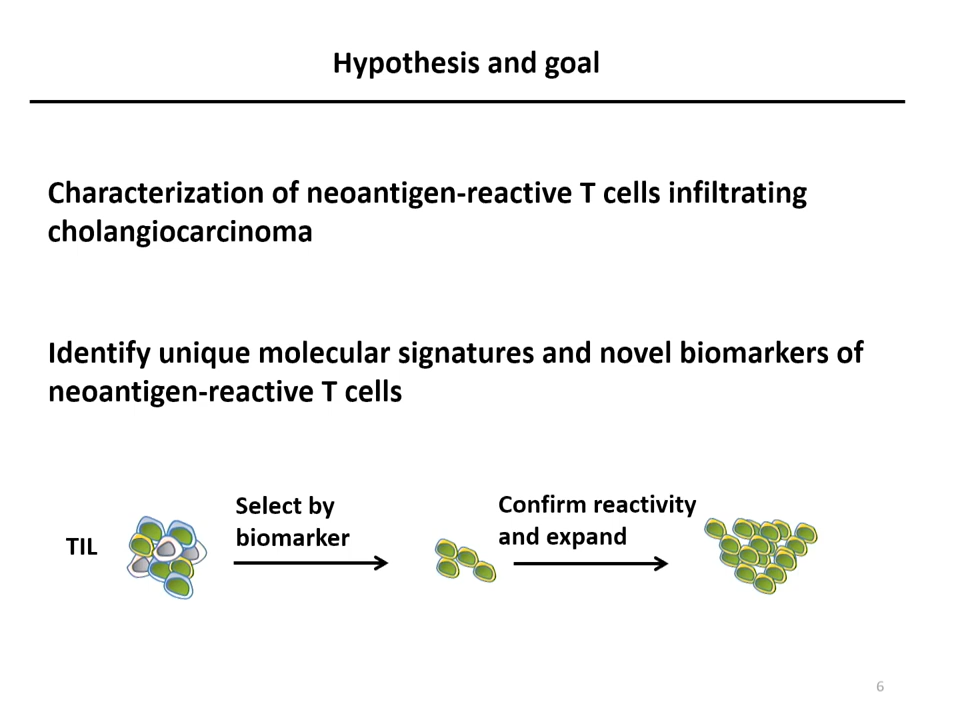 Hypothesis and goal
Characterization of neoantigen-reactive T cells infiltrating
cholangiocarcinoma
Identify unique molecular signatures and novel biomarkers of
neoantigen-reactive T cells
Select by
biomarker
Confirm reactivity
and expand
TIL
6